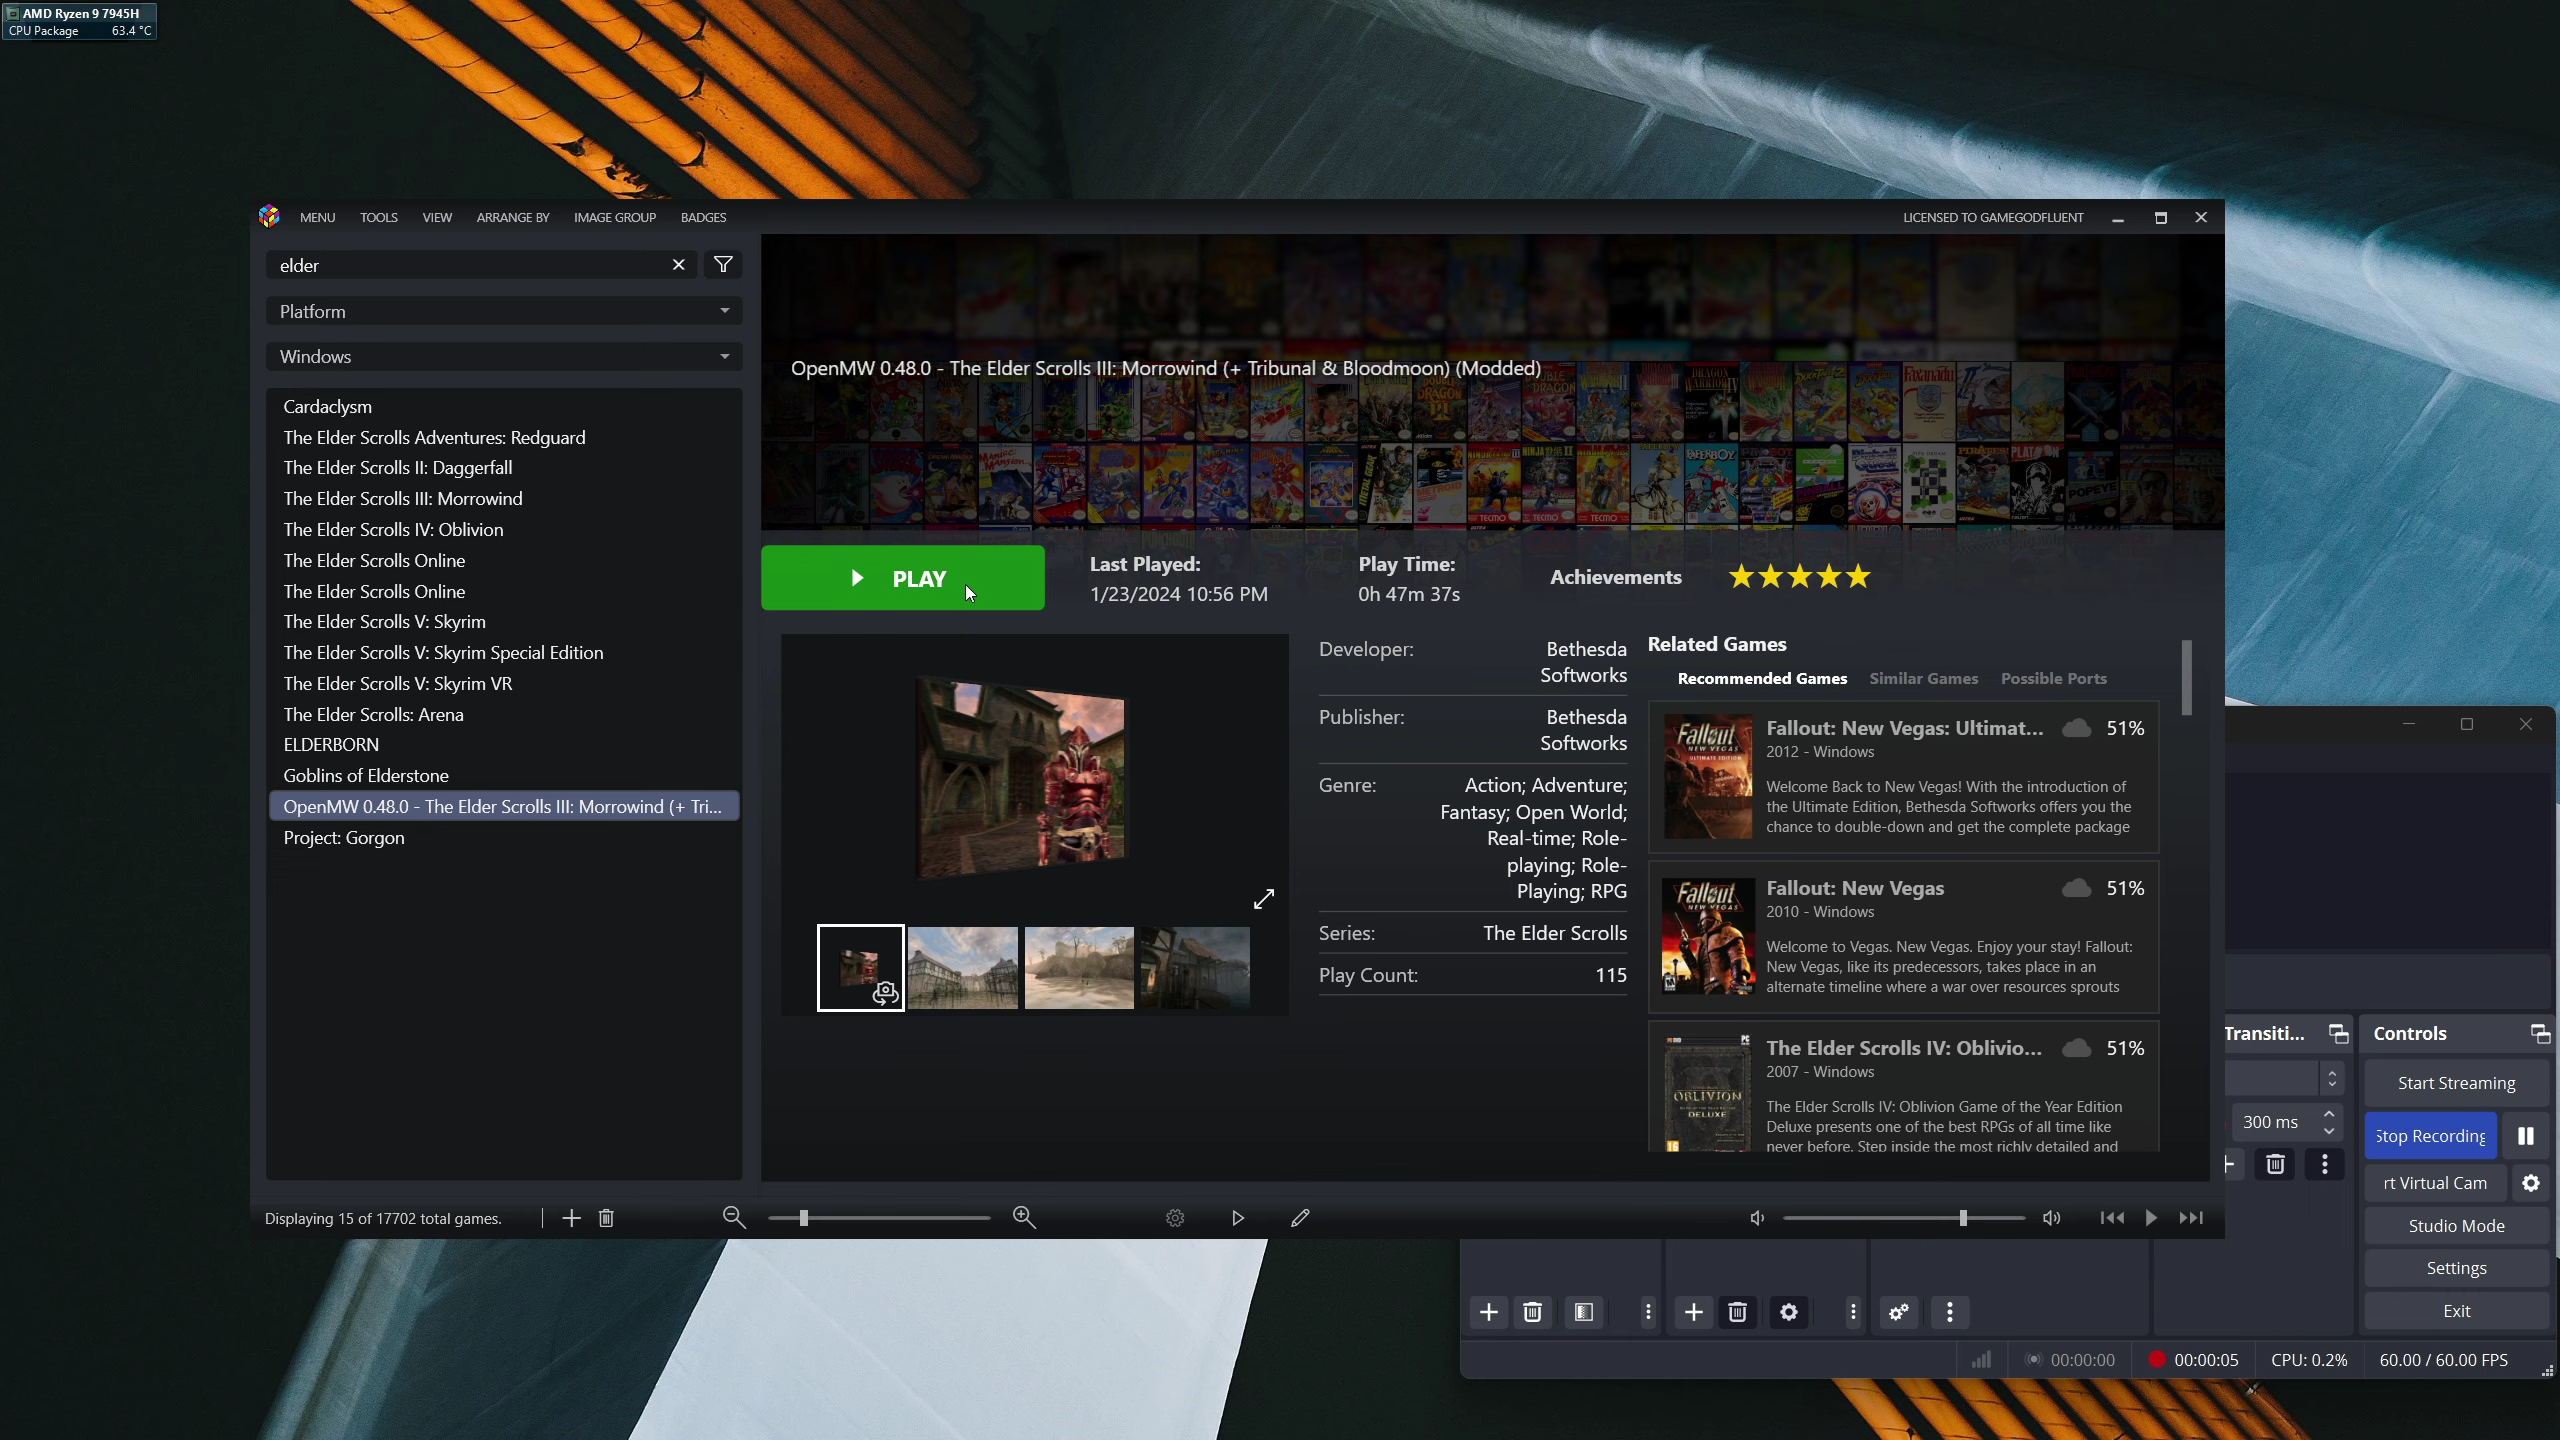 AMD Ryzen 9 7945H
CPU Package 63.4 °C
MENU TOOLS VIEW ARRANGE BY IMAGE GROUP BADGES
LICENSED TO GAMEGODFLUENT
elder
Platform
Windows
Cardaclysm
The Elder Scrolls Adventures: Redguard
The Elder Scrolls II: Daggerfall
The Elder Scrolls III: Morrowind
The Elder Scrolls IV: Oblivion
The Elder Scrolls Online
The Elder Scrolls Online
The Elder Scrolls V: Skyrim
The Elder Scrolls V: Skyrim Special Edition
The Elder Scrolls V: Skyrim VR
The Elder Scrolls: Arena
ELDERBORN
Goblins of Elderstone
OpenMW 0.48.0 - The Elder Scrolls III: Morrowind (+ Tri...
Project: Gorgon
Displaying 15 of 17702 total games.
OpenMW 0.48.0 - The Elder Scrolls III: Morrowind (+ Tribunal & Bloodmoon) (Modded)
PLAY
Last Played:
1/23/2024 10:56 PM
Play Time:
0h 47m 37s
Achievements
Developer: Bethesda
Softworks
Publisher: Bethesda
Softworks
Genre: Action; Adventure;
Fantasy; Open World;
Real-time; Role-
playing; Role-
Playing; RPG
Series: The Elder Scrolls
Play Count: 115
Related Games
Recommended Games Similar Games Possible Ports
Fallout: New Vegas: Ultimat... 51%
2012 - Windows
Welcome Back to New Vegas! With the introduction of
the Ultimate Edition, Bethesda Softworks offers you the
chance to double-down and get the complete package
Fallout: New Vegas 51%
2010 - Windows
Welcome to Vegas. New Vegas. Enjoy your stay! Fallout:
New Vegas, like its predecessors, takes place in an
alternate timeline where a war over resources sprouts
The Elder Scrolls IV: Oblivio... 51%
2007 - Windows
The Elder Scrolls IV: Oblivion Game of the Year Edition
Deluxe presents one of the best RPGs of all time like
never before. Step inside the most richly detailed and
Transiti...
300 ms
Controls
Start Streaming
Stop Recording
rt Virtual Cam
Studio Mode
Settings
Exit
00:00:00
00:00:05
CPU: 0.2%
60.00 / 60.00 FPS